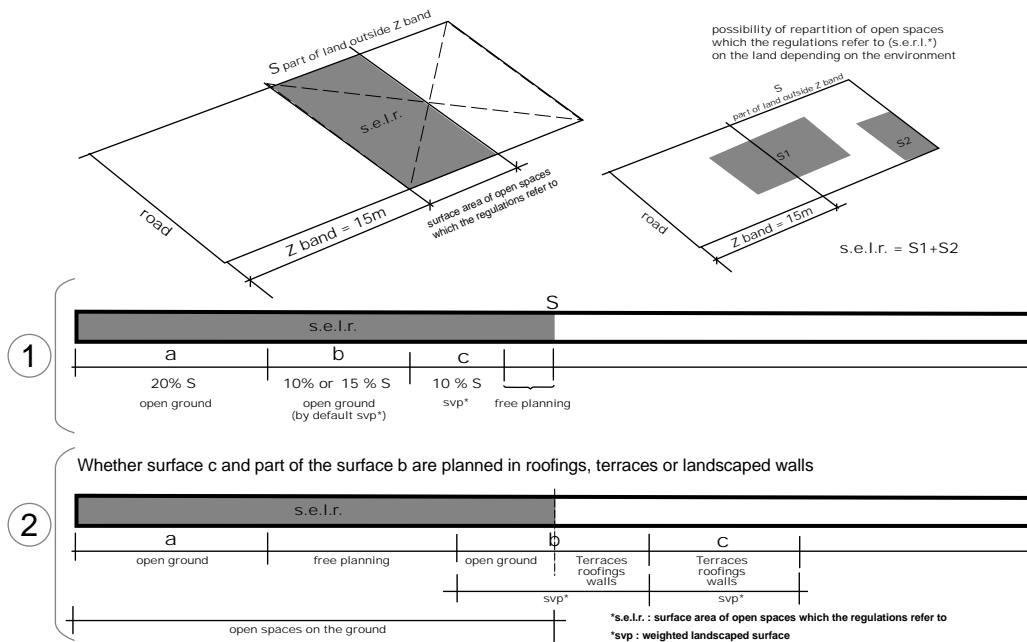 S part of land outside Z band
s.e.l.r.
road
Z band = 15m
surface area of open spaces
which the regulations refer to
possibility of repartition of open spaces
which the regulations refer to (s.e.r.l.*)
on the land depending on the environment
S
part of land outside Z band
S1
S2
road
Z band = 15m
s.e.l.r. = S1+S2
1
S
s.e.l.r.
a
b
c
20% S
10% or 15 % S
10 % S
open ground
open ground
(by default svp*)
svp*
free planning
2
Whether surface c and part of the surface b are planned in roofings, terraces or landscaped walls
s.e.l.r.
a
b
c
open ground
free planning
open ground
Terraces
roofings
walls
Terraces
roofings
walls
svp*
svp*
open spaces on the ground
*s.e.l.r. : surface area of open spaces which the regulations refer to
*svp : weighted landscaped surface